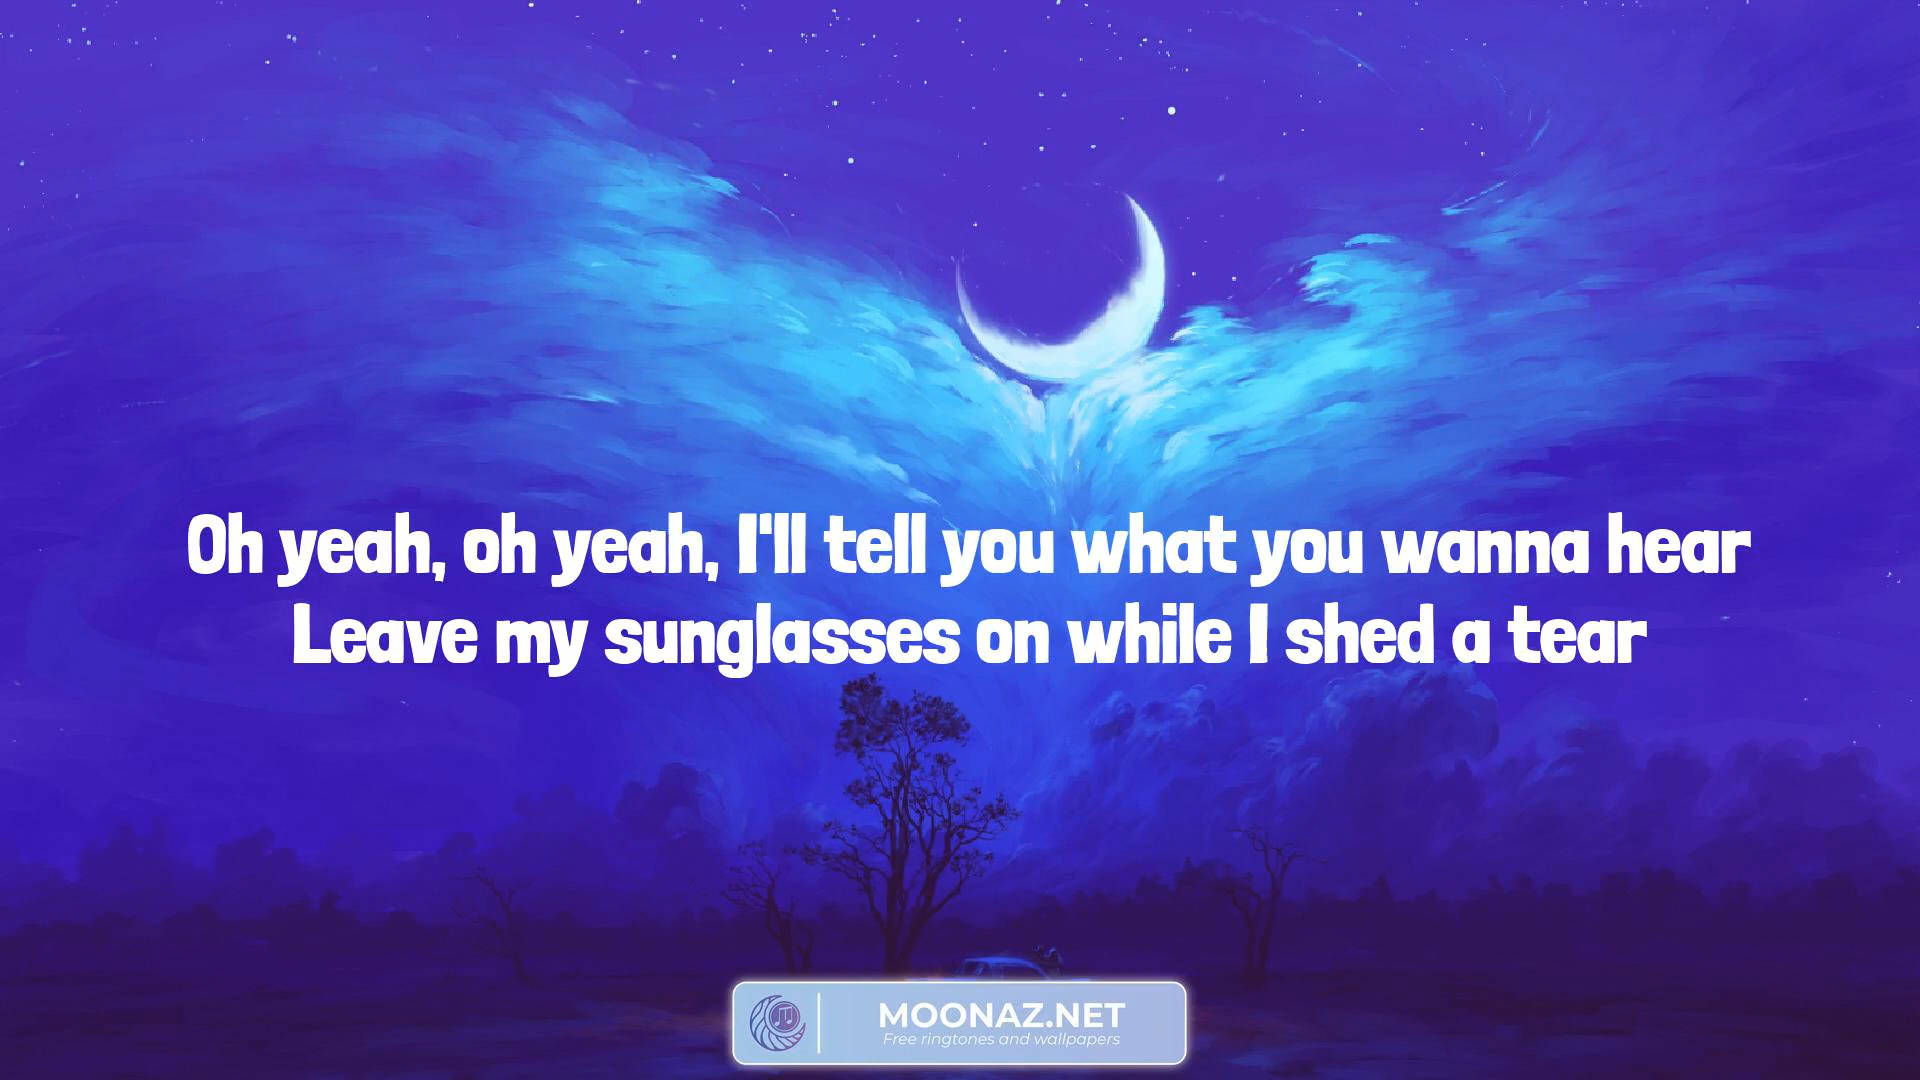 Oh yeah, oh yeah, I'll tell you what you wanna hear
Leave my sunglasses on while I shed a tear
MOONAZ.NET
Free ringtones and wallpapers